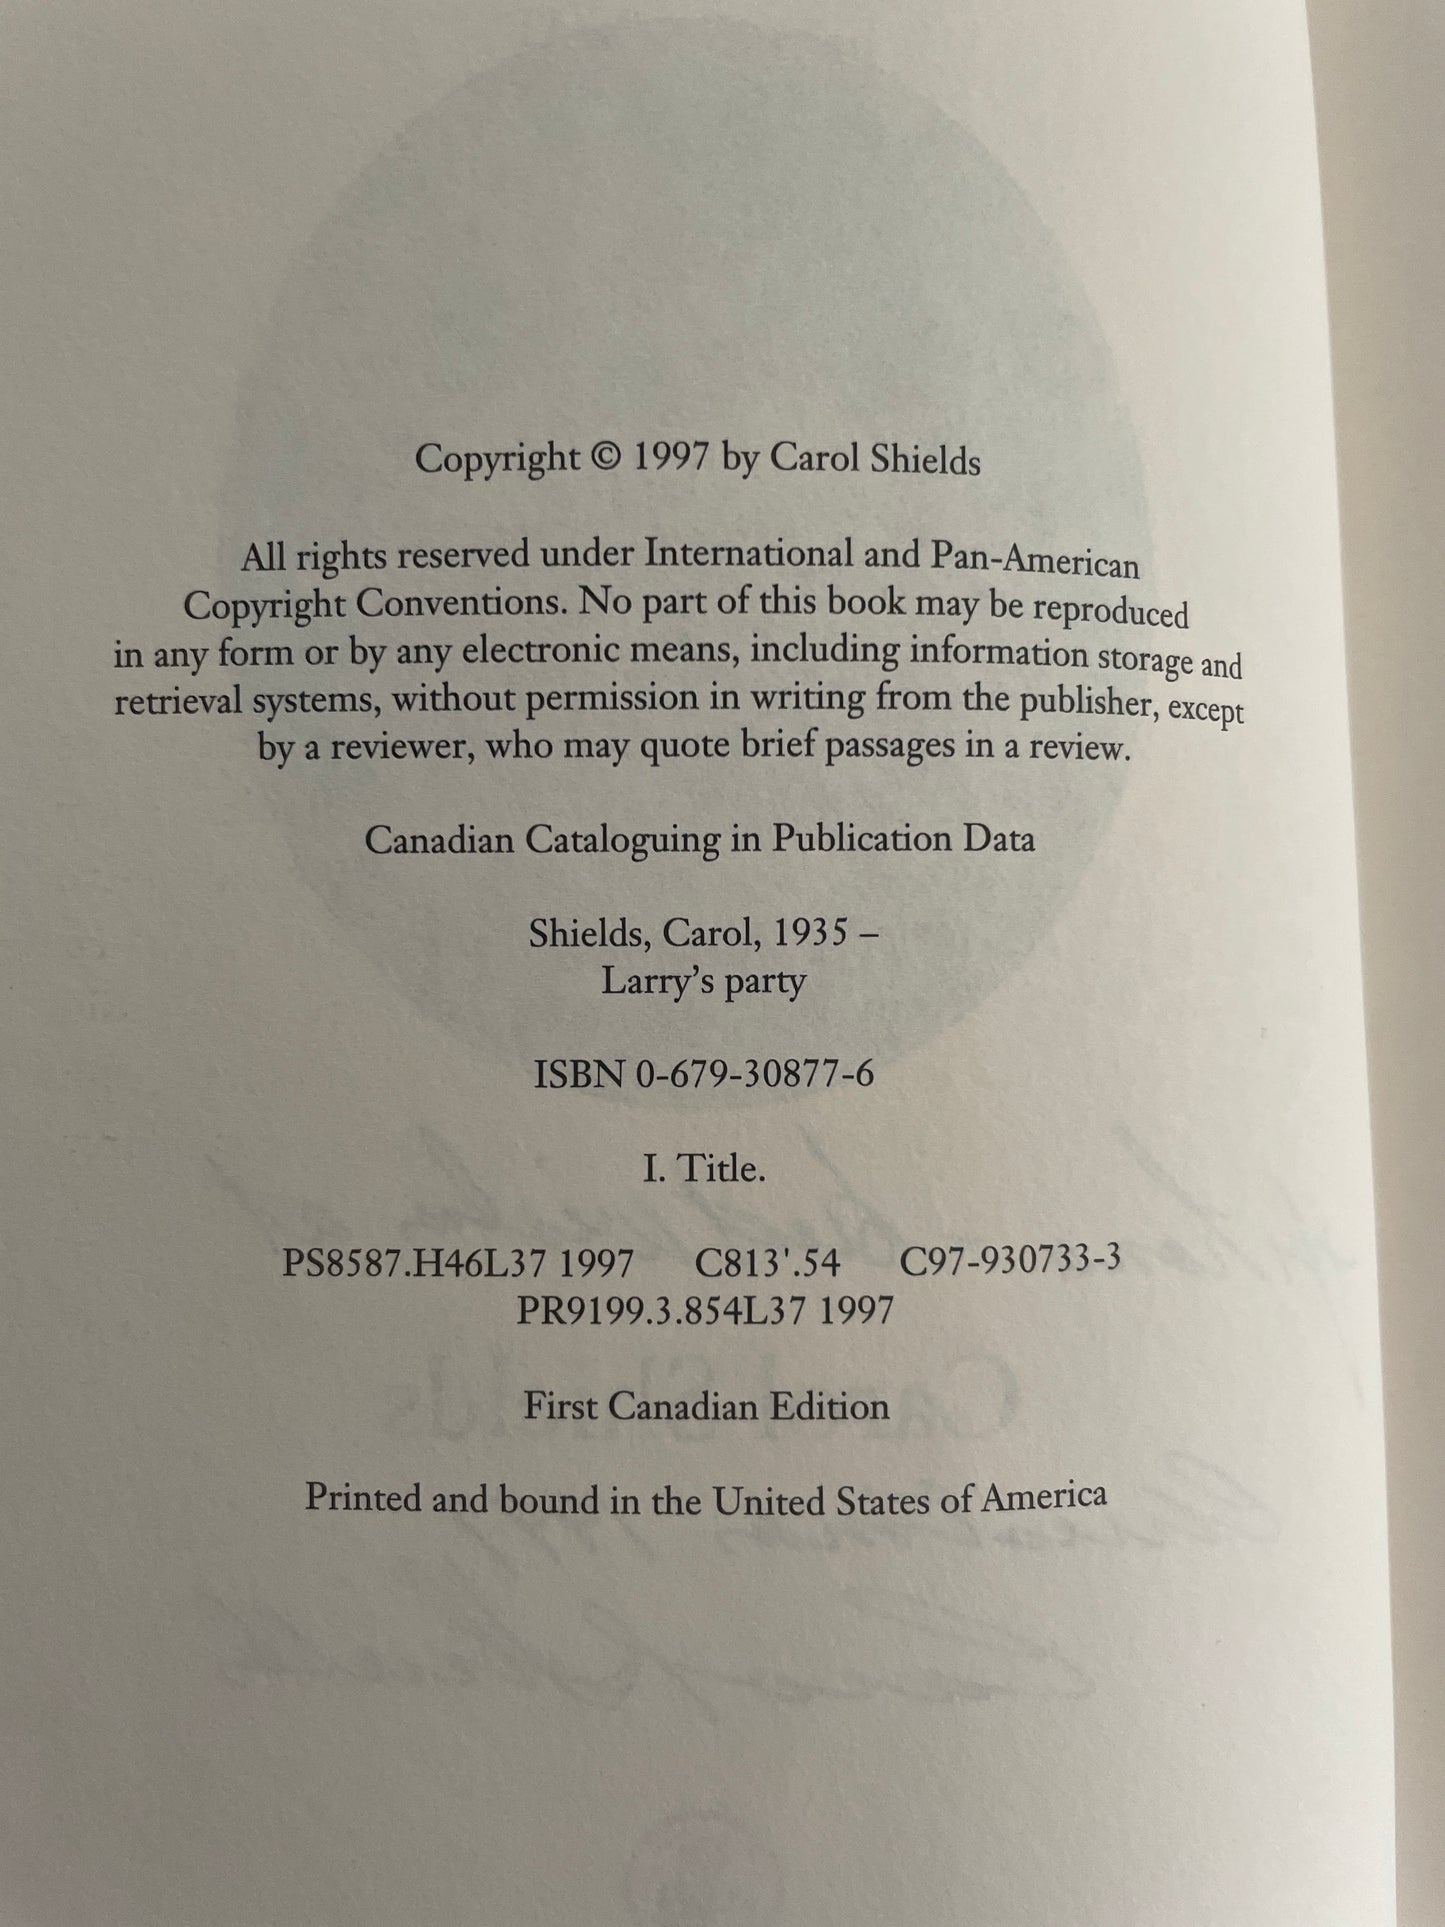 Copyright © 1997 by Carol Shields
All rights reserved under International and Pan-American
Copyright Conventions. No part of this book may be reproduced
in any form or by any electronic means, including information storage and
retrieval systems, without permission in writing from the publisher, except
by a reviewer, who may quote brief passages in a review.
Canadian Cataloguing in Publication Data
Shields, Carol, 1935 –
Larry's party
ISBN 0-679-30877-6
I. Title.
PS8587.H46L37 1997 C813'.54 C97-930733-3
PR9199.3.854L37 1997
First Canadian Edition
Printed and bound in the United States of America